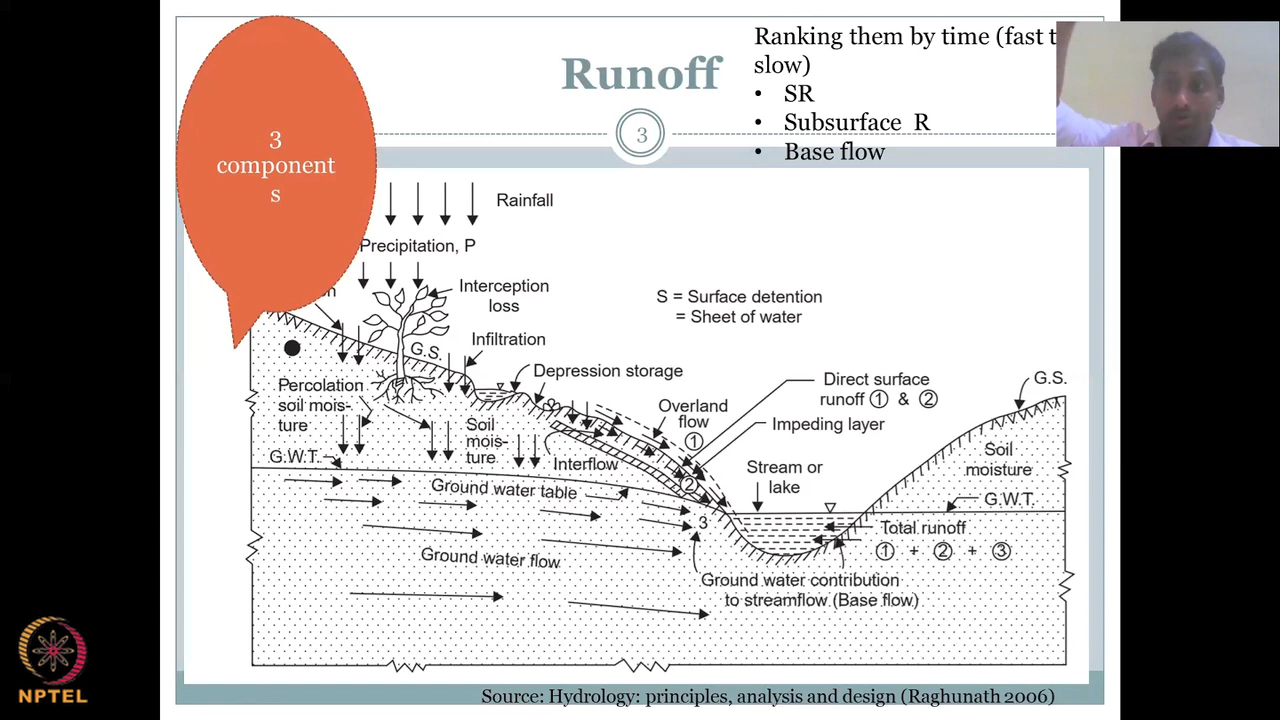 Ranking them by time (fast t
slow)
• SR
• Subsurface R
• Base flow
Runoff
3
3
component
s
Rainfall
Precipitation, P
Interception
loss
S = Surface detention
= Sheet of water
Infiltration
G.S.
Depression storage
Direct surface
runoff ① & ②
G.S.
Percolation
soil mois-
ture
Overland
flow
①
Impeding layer
Soil
mois-
ture
Interflow
②
Stream or
lake
Soil
moisture
G.W.T.
Ground water table
G.W.T.
3
Total runoff
① + ② + ③
Ground water flow
Ground water contribution
to streamflow (Base flow)
NPTEL
Source: Hydrology: principles, analysis and design (Raghunath 2006)